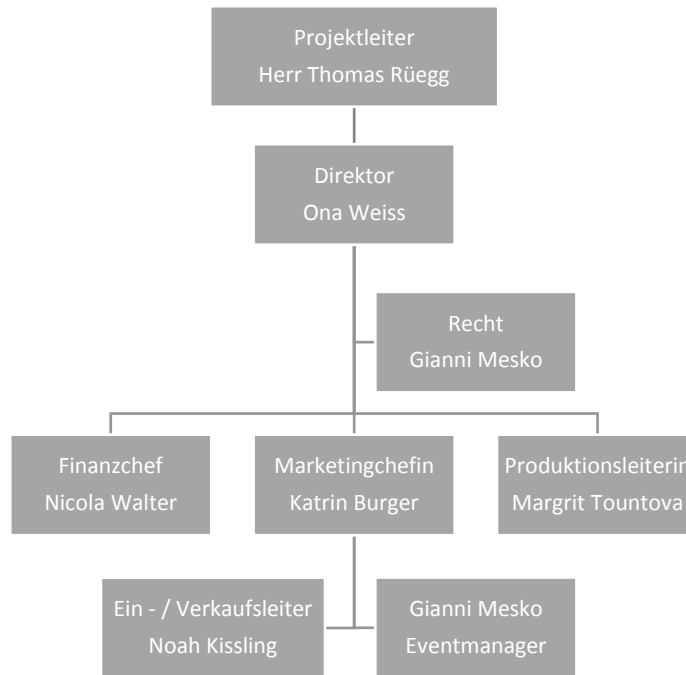 Projektleiter
Herr Thomas Rüegg
Direktor
Ona Weiss
Recht
Gianni Mesko
Finanzchef
Nicola Walter
Marketingchefin
Katrin Burger
Produktionsleiterin
Margrit Tountova
Ein - / Verkaufsleiter
Noah Kissling
Gianni Mesko
Eventmanager